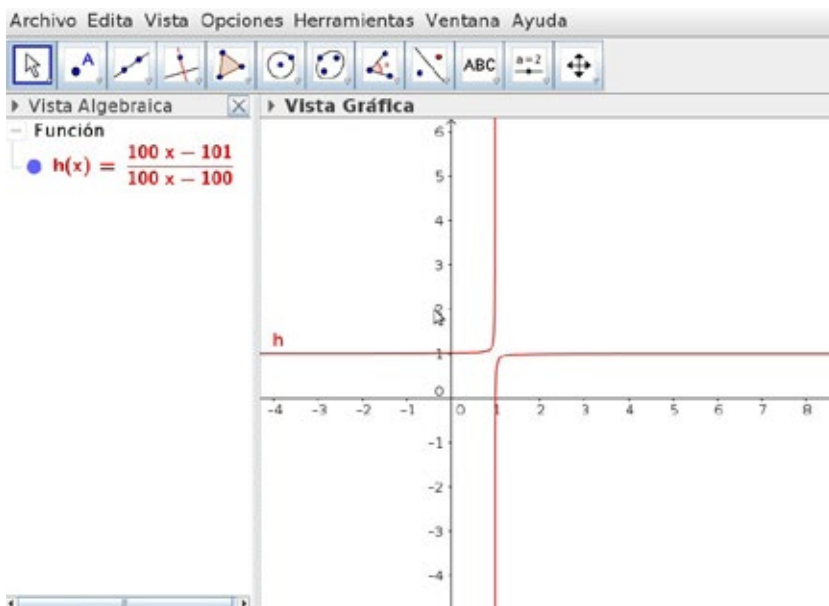 Archivo Edita Vista Opciones Herramientas Ventana Ayuda
A ABC a=2
Vista Algebraica
Vista Gráfica
Función
h(x) = (100 x – 101) / (100 x – 100)
h
6
5
4
3
2
1
0
-4 -3 -2 -1 0 1 2 3 4 5 6 7 8
-1
-2
-3
-4